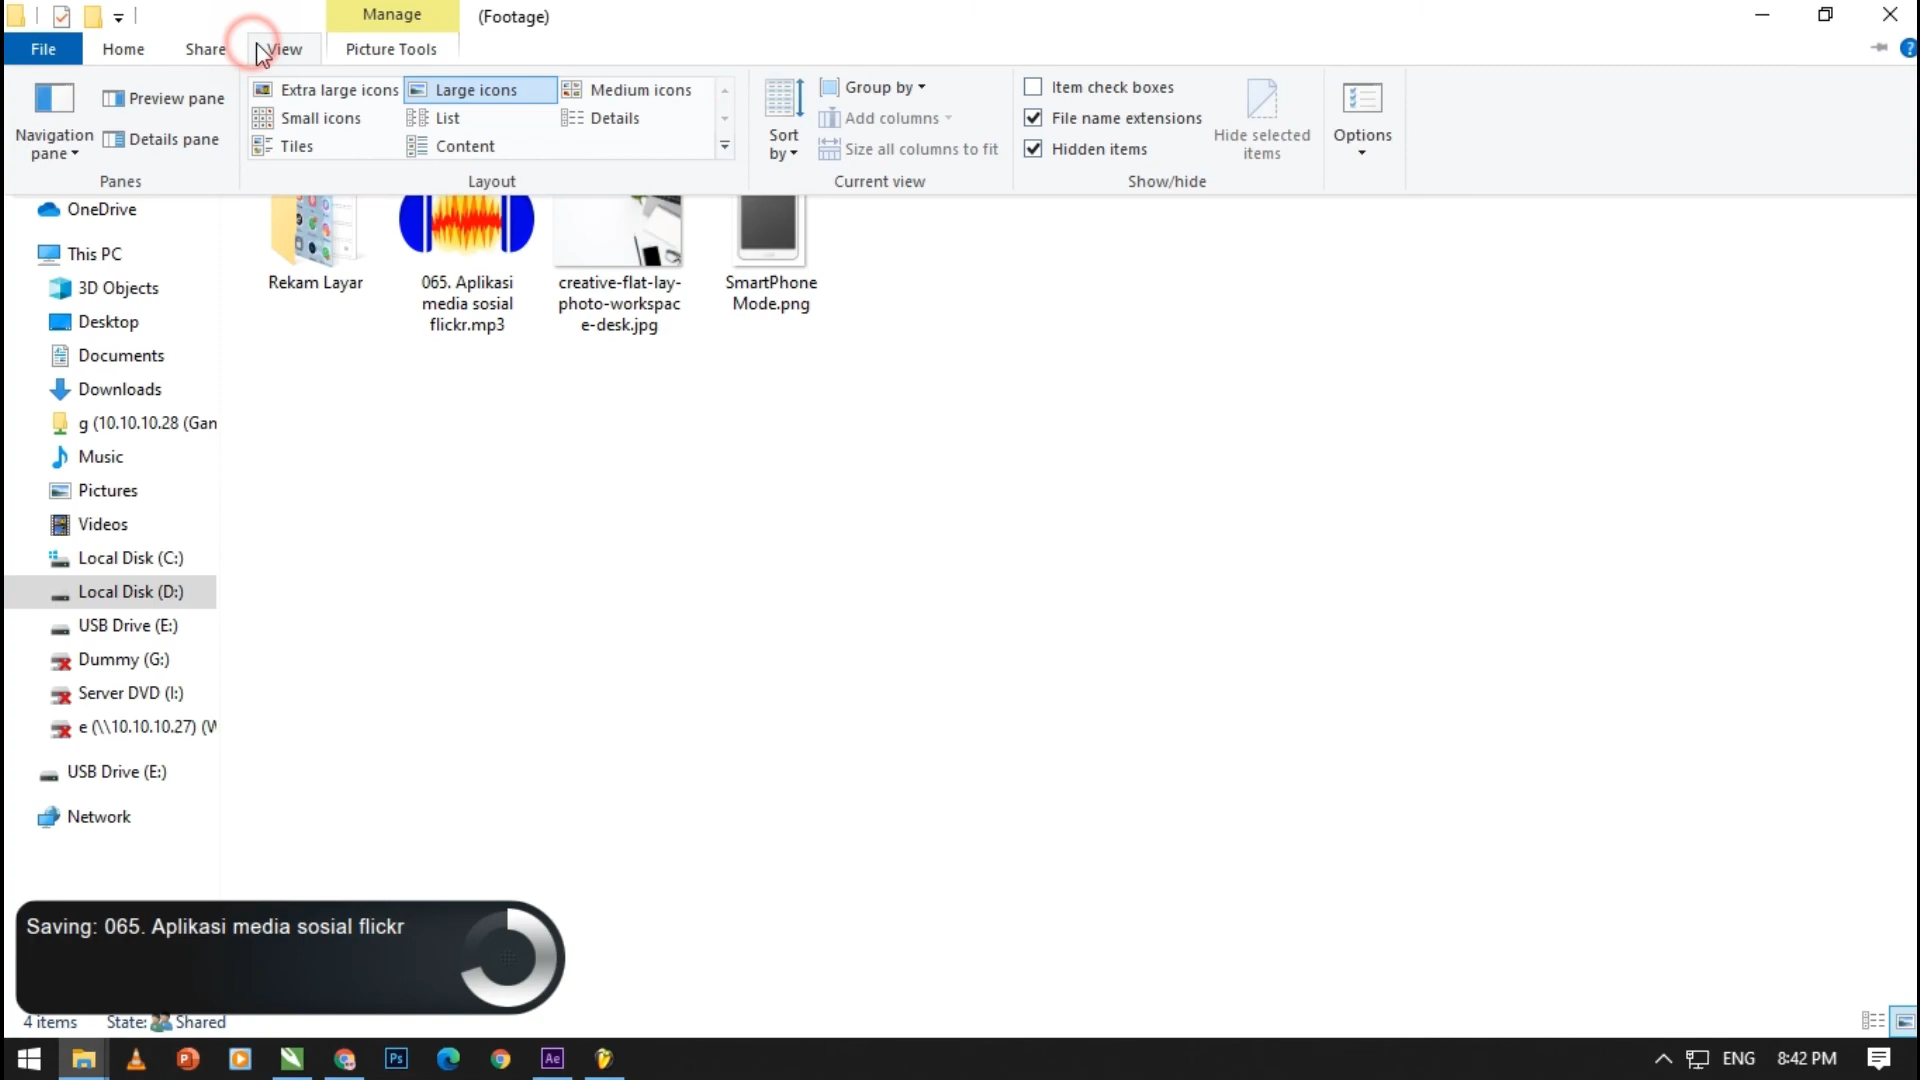 Manage
(Footage)
File
Home
Share
View
Picture Tools
?
Navigation
pane
Preview pane
Details pane
Panes
Extra large icons
Large icons
Medium icons
Small icons
List
Details
Tiles
Content
Layout
Sort
by
Group by
Add columns
Size all columns to fit
Current view
Item check boxes
File name extensions
Hidden items
Hide selected
items
Show/hide
Options
OneDrive
This PC
3D Objects
Desktop
Documents
Downloads
g (10.10.10.28 (Gan
Music
Pictures
Videos
Local Disk (C:)
Local Disk (D:)
USB Drive (E:)
Dummy (G:)
Server DVD (I:)
e (\\10.10.10.27) (W
USB Drive (E:)
Network
Rekam Layar
065. Aplikasi
media sosial
flickr.mp3
creative-flat-lay-
photo-workspac
e-desk.jpg
SmartPhone
Mode.png
Saving: 065. Aplikasi media sosial flickr
4 items
State:
Shared
Ps
Ae
ENG
8:42 PM